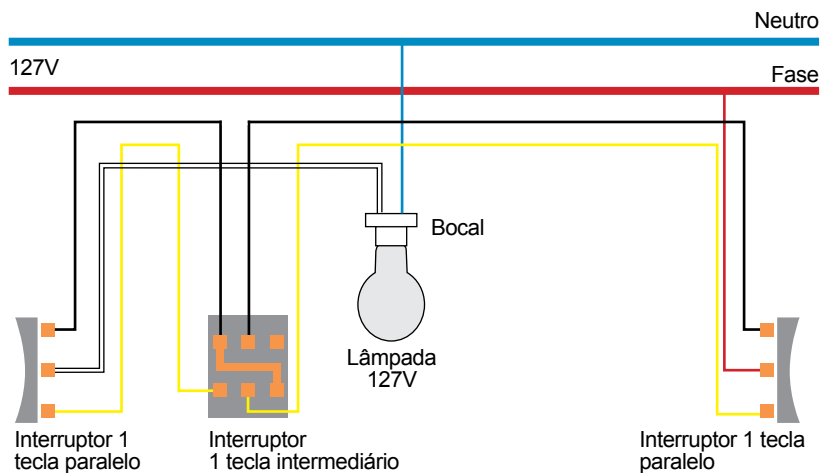 Neutro
127V
Fase
Bocal
Lâmpada
127V
Interruptor 1
tecla paralelo
Interruptor
1 tecla intermediário
Interruptor 1 tecla
paralelo